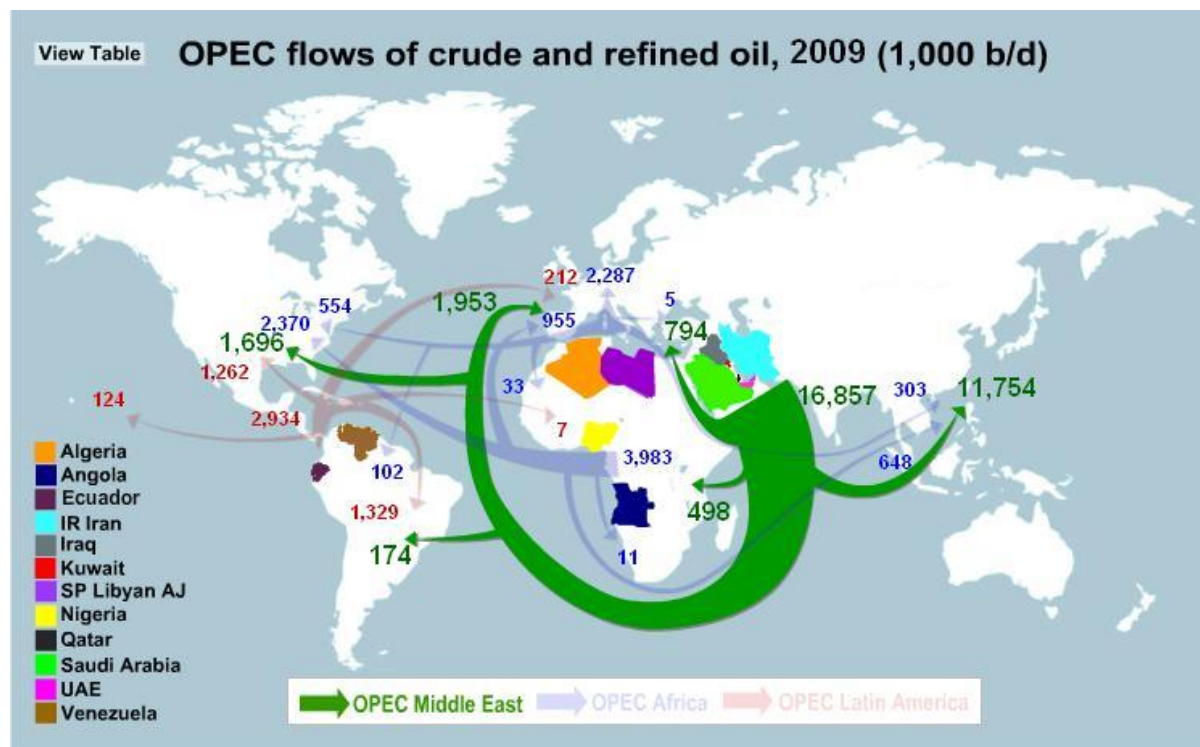 View Table
OPEC flows of crude and refined oil, 2009 (1,000 b/d)
212
2,287
1,953
554
5
2,370
955
794
1,696
1,262
33
16,857
303
11,754
124
2,934
7
3,983
648
102
498
1,329
174
11
Algeria
Angola
Ecuador
IR Iran
Iraq
Kuwait
SP Libyan AJ
Nigeria
Qatar
Saudi Arabia
UAE
Venezuela
OPEC Middle East
OPEC Africa
OPEC Latin America